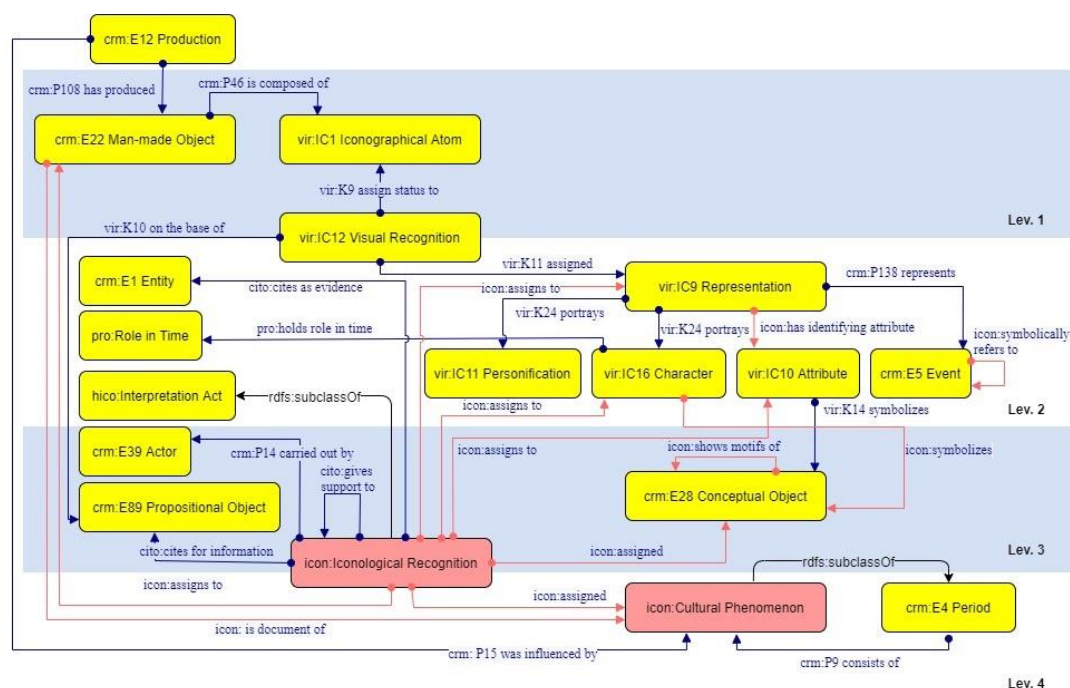 crm:E12 Production
crm:P108 has produced
crm:P46 is composed of
crm:E22 Man-made Object
vir:IC1 Iconographical Atom
vir:K9 assign status to
Lev. 1
vir:K10 on the base of
vir:IC12 Visual Recognition
crm:E1 Entity
cito:cites as evidence
vir:K11 assigned
icon:assigns to
vir:IC9 Representation
crm:P138 represents
vir:K24 portrays
vir:K24 portrays
icon:has identifying attribute
icon:symbolically
refers to
pro:Role in Time
pro:holds role in time
vir:IC11 Personification
vir:IC16 Character
vir:IC10 Attribute
crm:E5 Event
hico:Interpretation Act
rdfs:subclassOf
icon:assigns to
vir:K14 symbolizes
Lev. 2
crm:E39 Actor
crm:P14 carried out by
cito:gives
support to
icon:assigns to
icon:shows motifs of
icon:symbolizes
crm:E89 Propositional Object
crm:E28 Conceptual Object
cito:cites for information
icon:Iconological Recognition
icon:assigned
Lev. 3
icon:assigns to
rdfs:subclassOf
icon:assigned
icon:Cultural Phenomenon
crm:E4 Period
icon: is document of
crm: P15 was influenced by
crm:P9 consists of
Lev. 4